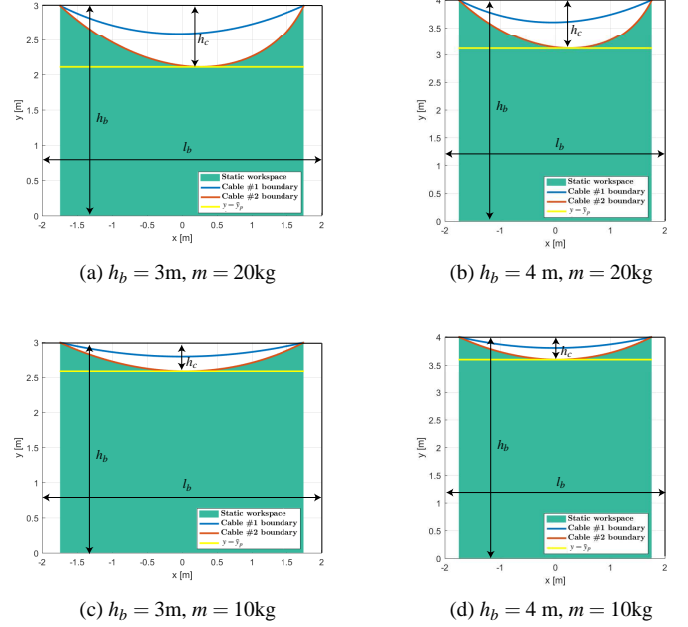 3
2.5
2
1.5
1
0.5
0
-2
-1.5
-1
-0.5
0
0.5
1
1.5
2
x [m]
y [m]
h_c
h_b
l_b
Static workspace
Cable #1 boundary
Cable #2 boundary
y = ȳ_p
(a) h_b = 3m, m = 20kg
4
3.5
3
2.5
2
1.5
1
0.5
0
-2
-1
0
1
2
x [m]
y [m]
h_c
h_b
l_b
Static workspace
Cable #1 boundary
Cable #2 boundary
y = ȳ_p
(b) h_b = 4 m, m = 20kg
3
2.5
2
1.5
1
0.5
0
-2
-1.5
-1
-0.5
0
0.5
1
1.5
2
x [m]
y [m]
h_c
h_b
l_b
Static workspace
Cable #1 boundary
Cable #2 boundary
y = ȳ_p
(c) h_b = 3m, m = 10kg
4
3.5
3
2.5
2
1.5
1
0.5
0
-2
-1
0
1
2
x [m]
y [m]
h_c
h_b
l_b
Static workspace
Cable #1 boundary
Cable #2 boundary
y = ȳ_p
(d) h_b = 4 m, m = 10kg